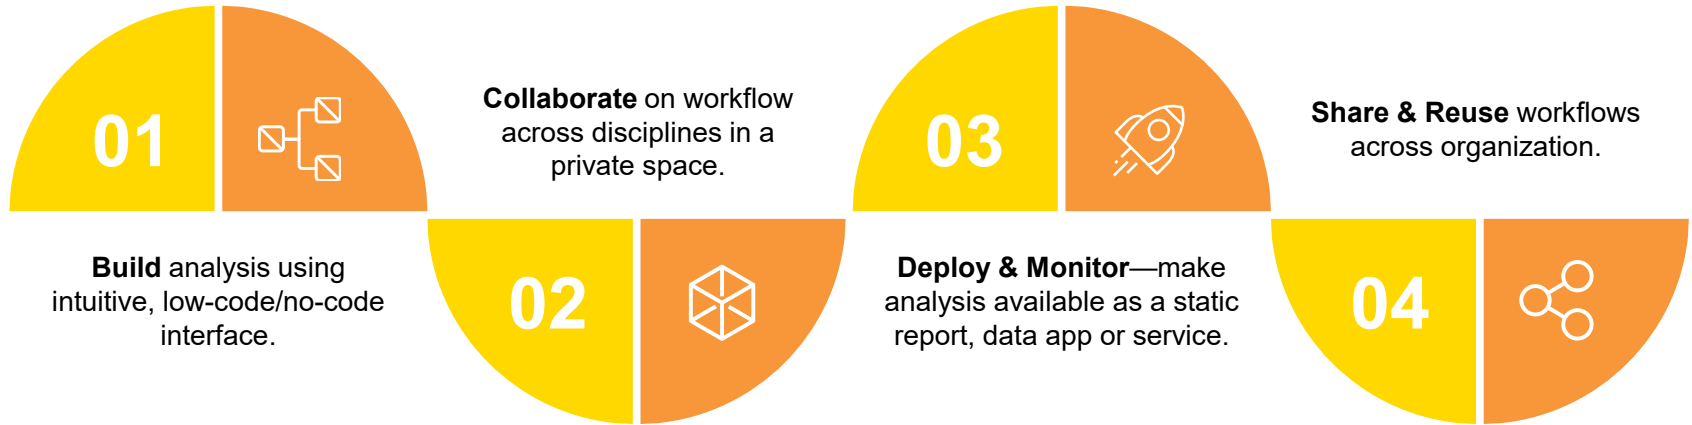 01
Build analysis using
intuitive, low-code/no-code
interface.
Collaborate on workflow
across disciplines in a
private space.
02
03
Deploy & Monitor—make
analysis available as a static
report, data app or service.
Share & Reuse workflows
across organization.
04